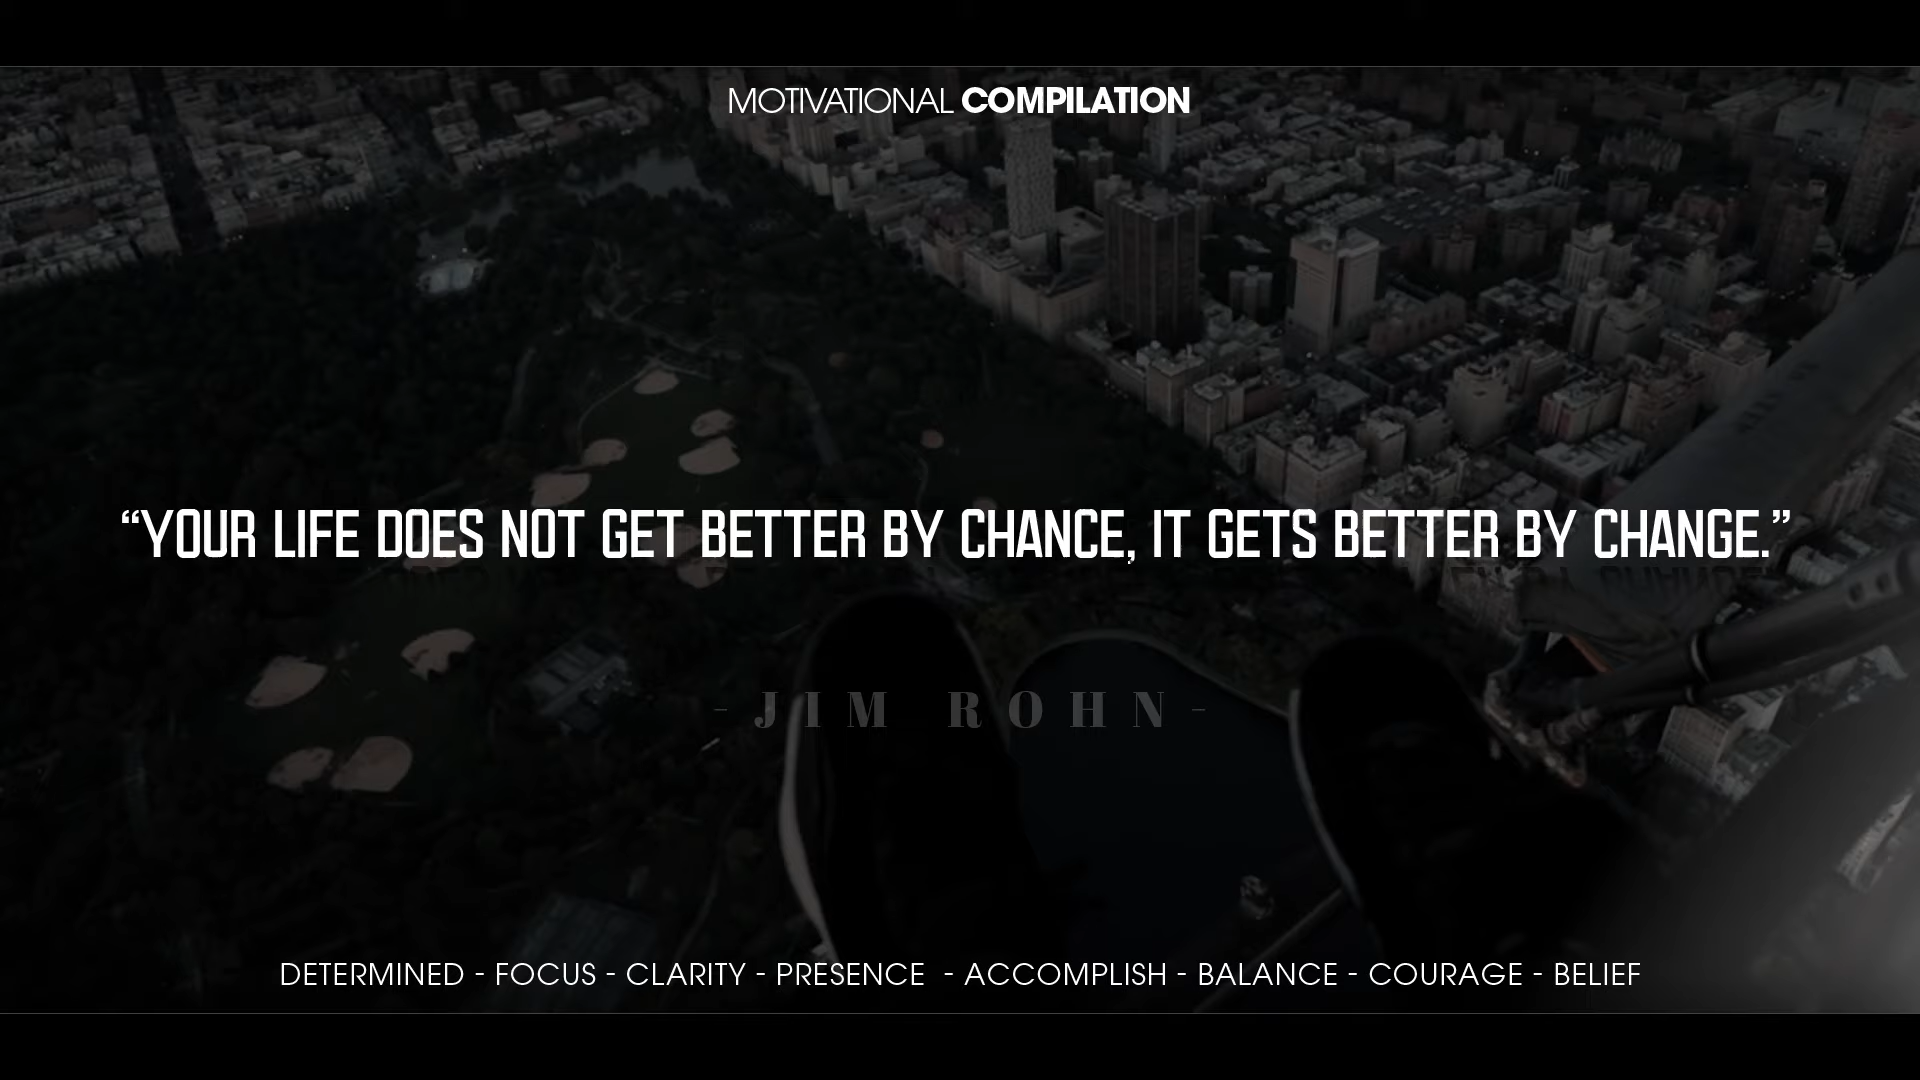 MOTIVATIONAL COMPILATION
“YOUR LIFE DOES NOT GET BETTER BY CHANCE, IT GETS BETTER BY CHANGE.”
- JIM ROHN -
DETERMINED - FOCUS - CLARITY - PRESENCE - ACCOMPLISH - BALANCE - COURAGE - BELIEF